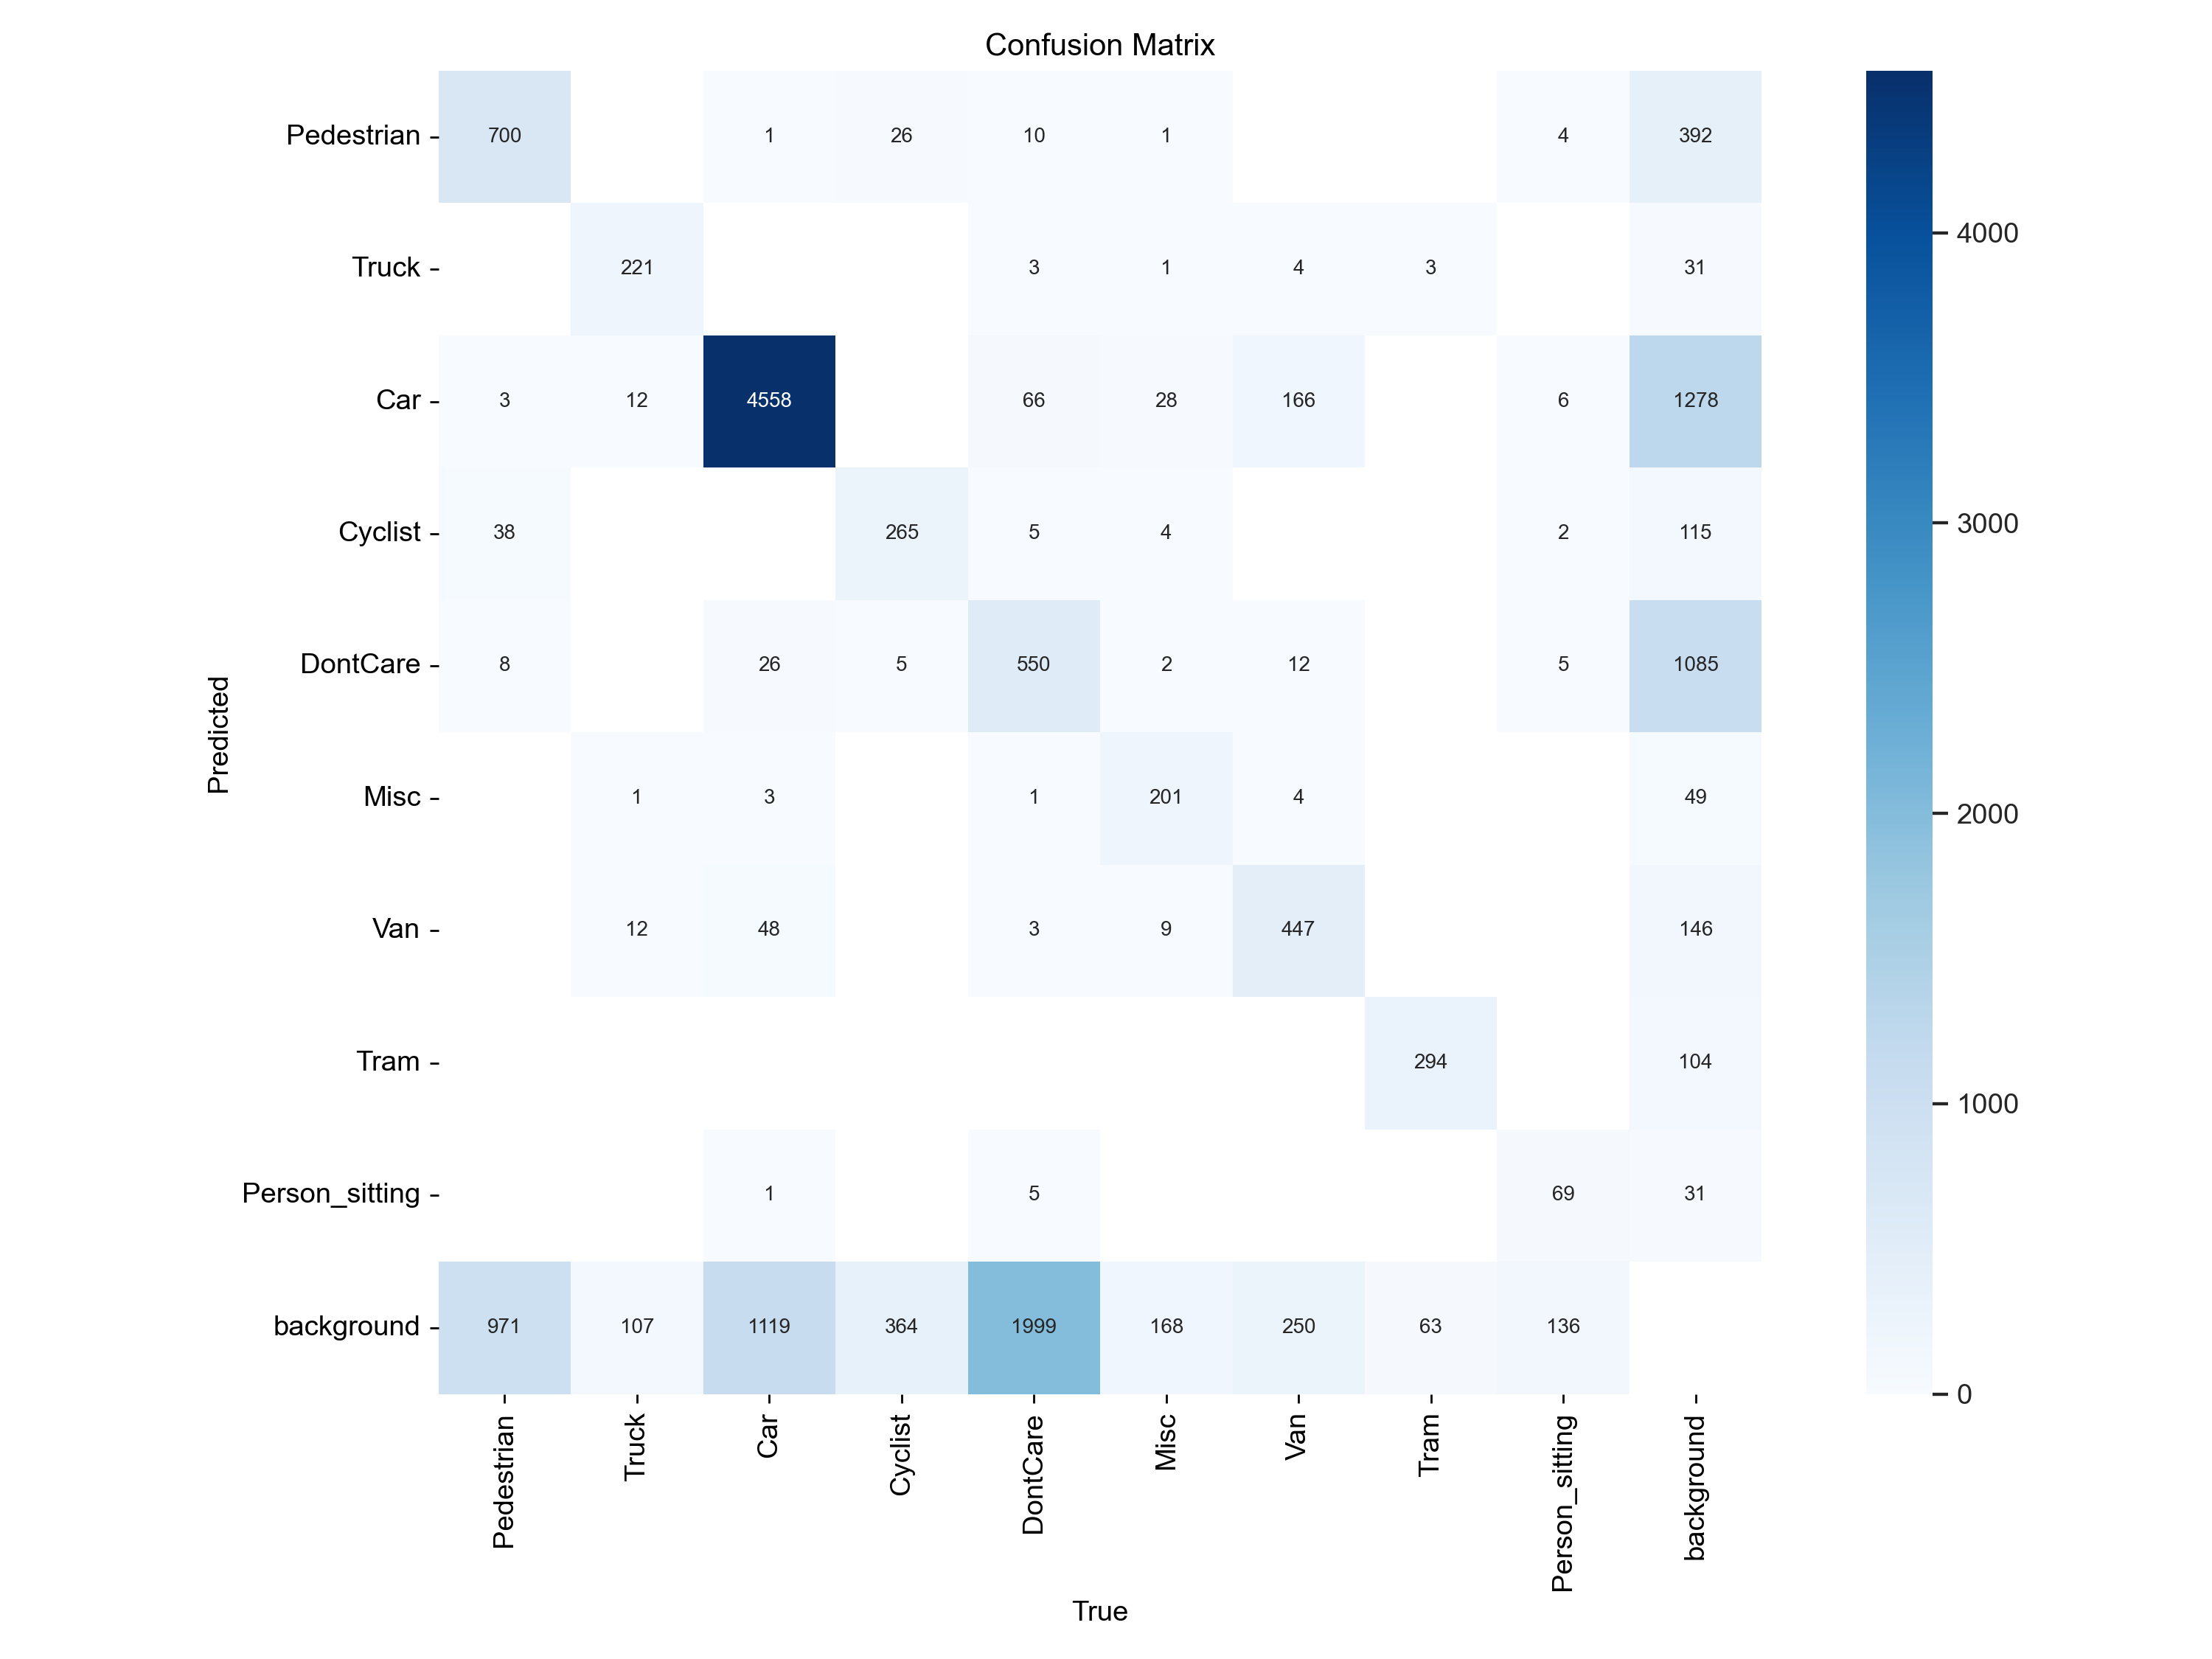 Confusion Matrix
Pedestrian 700 1 26 10 1 4 392
Truck 221 3 1 4 3 31
Car 3 12 4558 66 28 166 6 1278
Cyclist 38 265 5 4 2 115
DontCare 8 26 5 550 2 12 5 1085
Misc 1 3 1 201 4 49
Van 12 48 3 9 447 146
Tram 294 104
Person_sitting 1 5 69 31
background 971 107 1119 364 1999 168 250 63 136
Predicted
Pedestrian
Truck
Car
Cyclist
DontCare
Misc
Van
Tram
Person_sitting
background
True
4000
3000
2000
1000
0